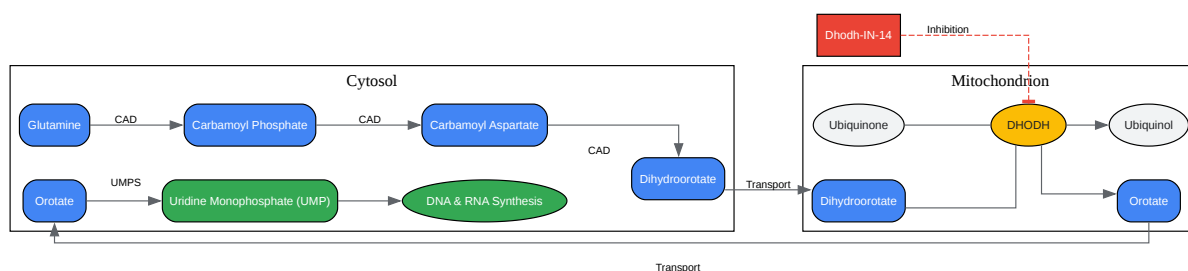 Dhodh-IN-14
Inhibition
Cytosol
Mitochondrion
Glutamine
CAD
Carbamoyl Phosphate
CAD
Carbamoyl Aspartate
CAD
Dihydroorotate
Ubiquinone
DHODH
Ubiquinol
Orotate
UMPS
Uridine Monophosphate (UMP)
DNA & RNA Synthesis
Transport
Dihydroorotate
Orotate
Transport